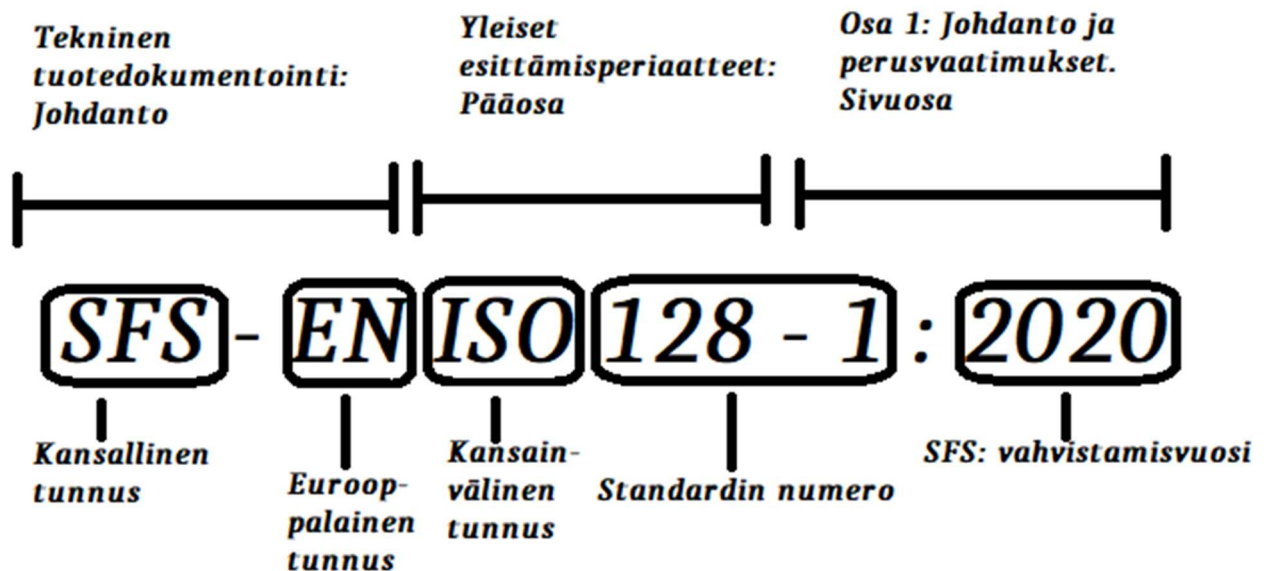 Tekninen
tuotedokumentointi:
Johdanto
Yleiset
esittämisperiaatteet:
Pääosa
Osa 1: Johdanto ja
perusvaatimukset.
Sivuosa
SFS - EN ISO 128 - 1 : 2020
Kansallinen
tunnus
Euroop-
palainen
tunnus
Kansain-
välinen
tunnus
Standardin numero
SFS: vahvistamisvuosi